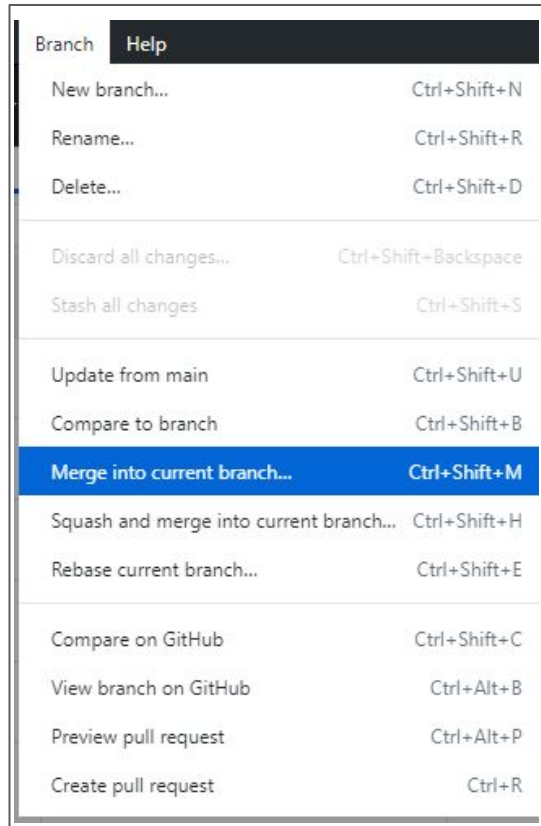 Branch Help
New branch... Ctrl+Shift+N
Rename... Ctrl+Shift+R
Delete... Ctrl+Shift+D
Discard all changes... Ctrl+Shift+Backspace
Stash all changes Ctrl+Shift+S
Update from main Ctrl+Shift+U
Compare to branch Ctrl+Shift+B
Merge into current branch... Ctrl+Shift+M
Squash and merge into current branch... Ctrl+Shift+H
Rebase current branch... Ctrl+Shift+E
Compare on GitHub Ctrl+Shift+C
View branch on GitHub Ctrl+Alt+B
Preview pull request Ctrl+Alt+P
Create pull request Ctrl+R